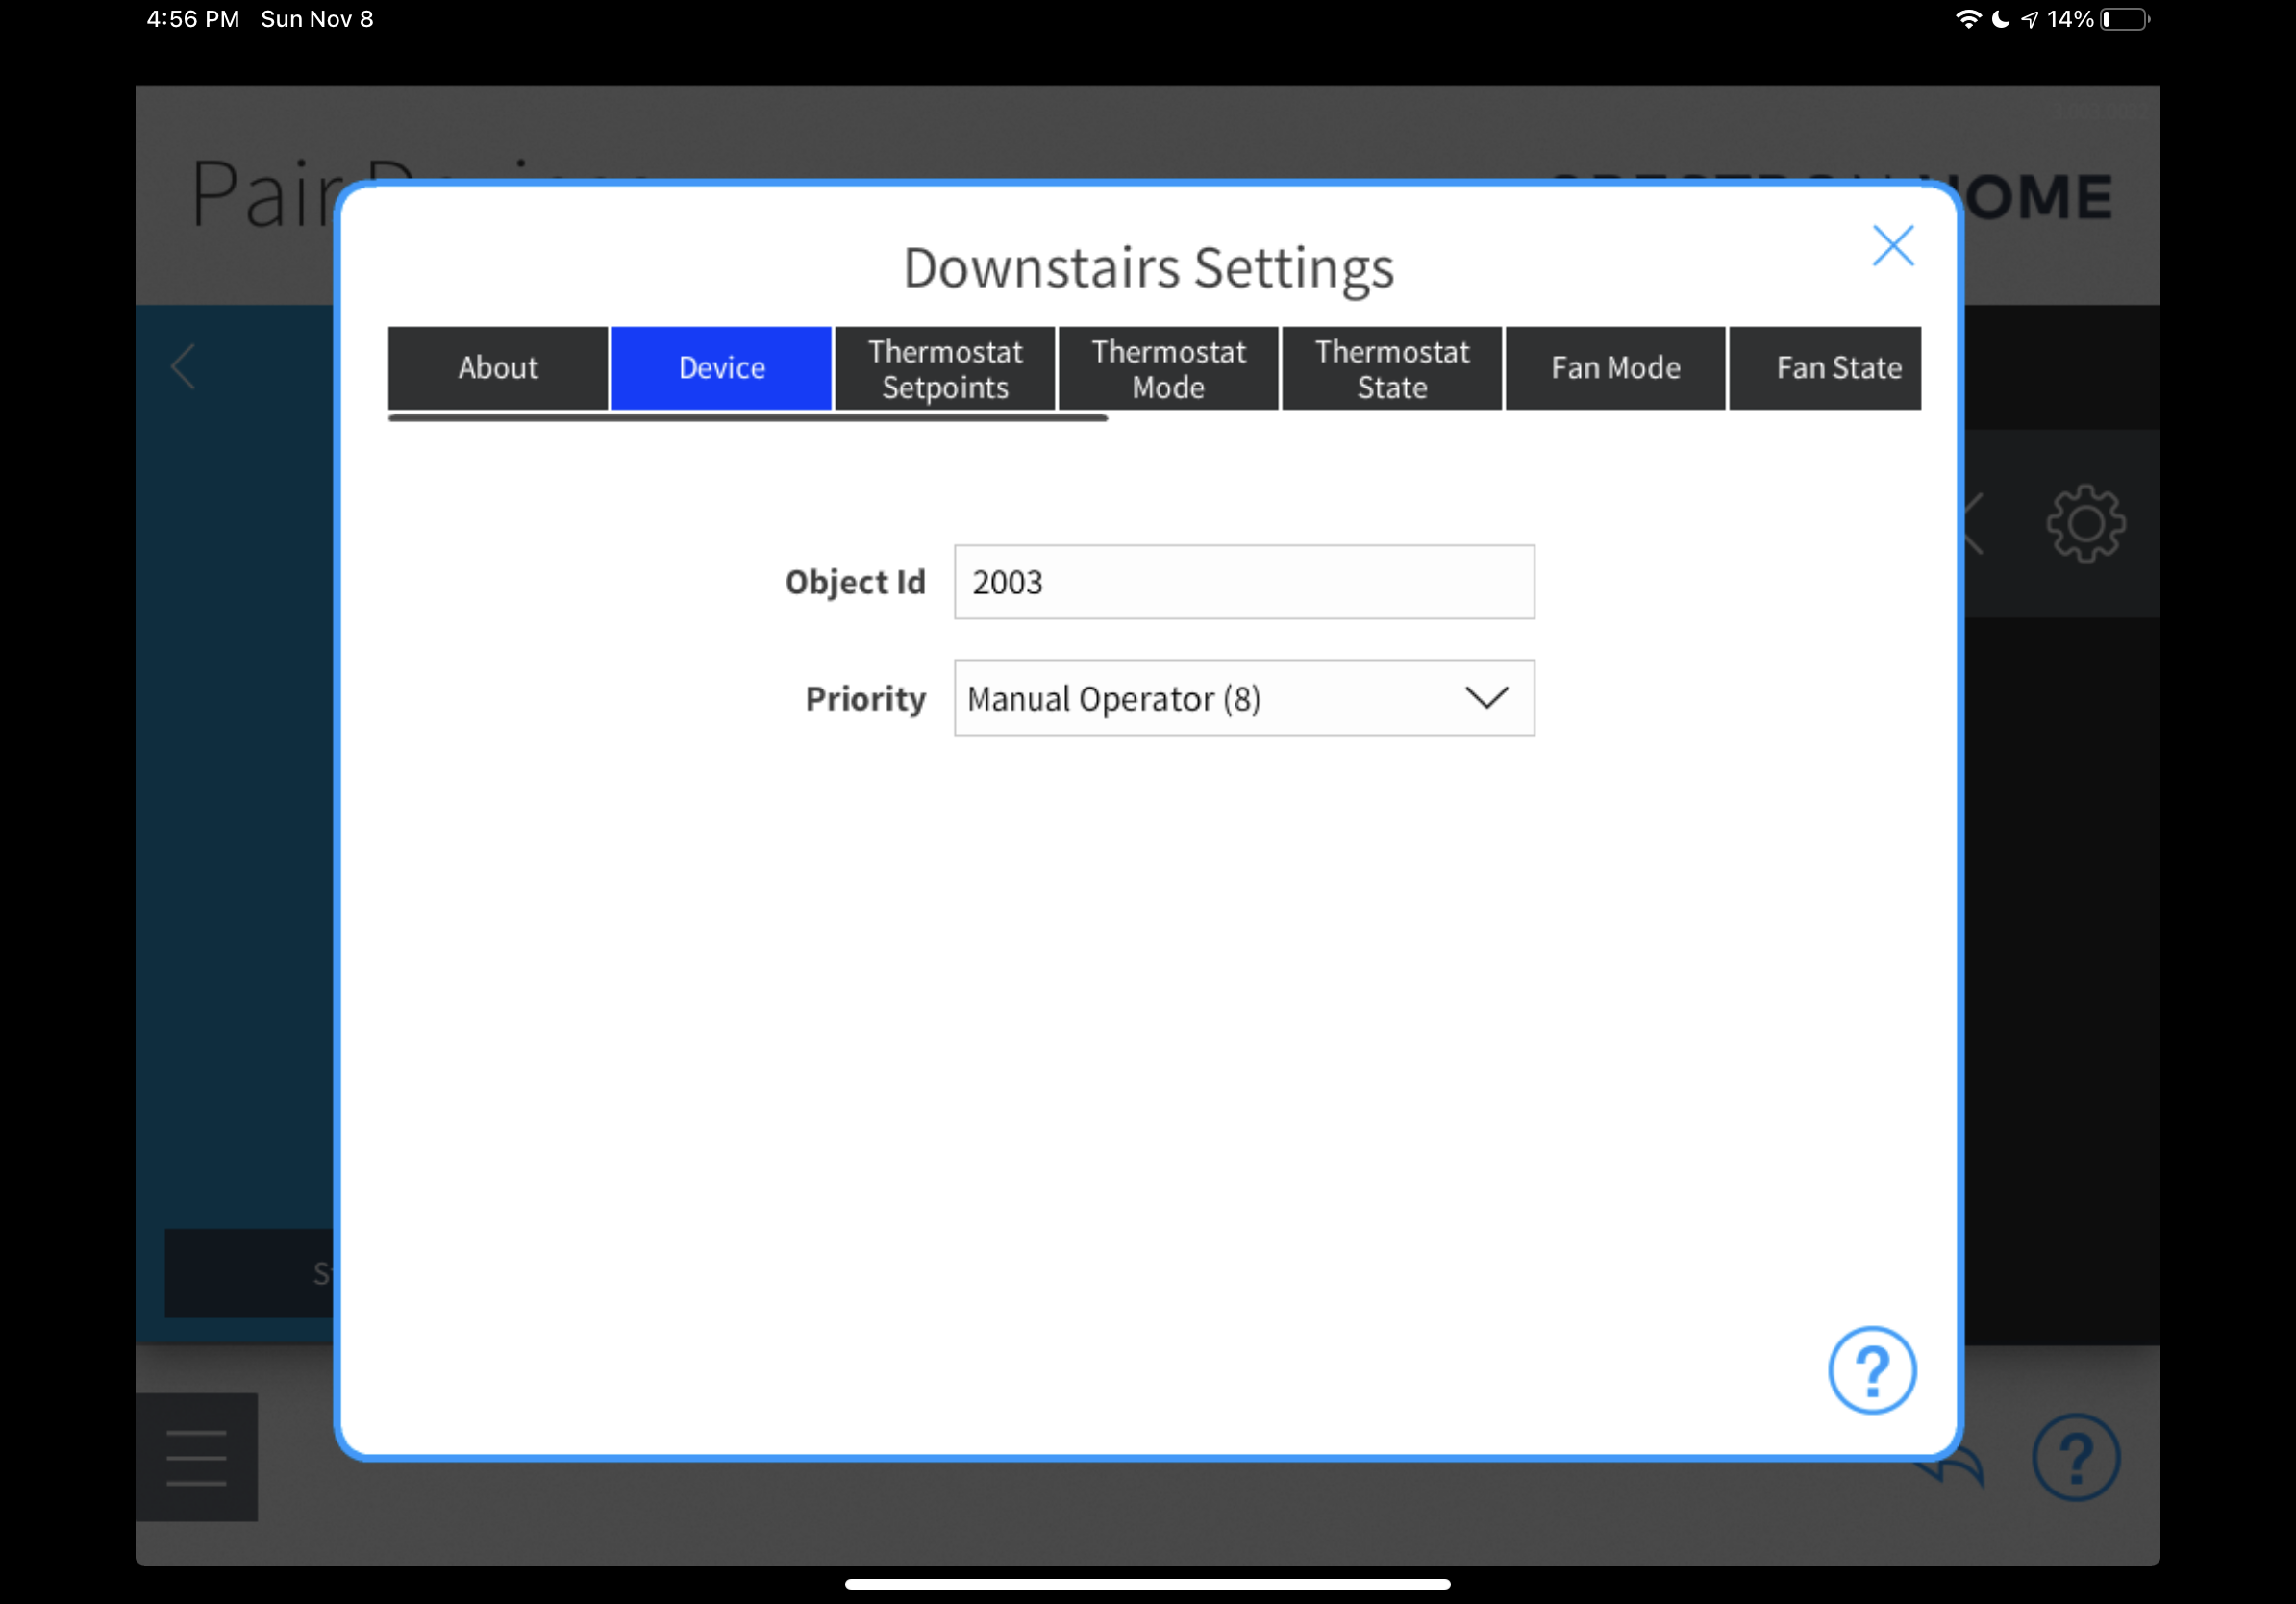 4:56 PM Sun Nov 8
14%
Pair
HOME
Downstairs Settings
About
Device
Thermostat
Setpoints
Thermostat
Mode
Thermostat
State
Fan Mode
Fan State
Object Id
2003
Priority
Manual Operator (8)
?
?